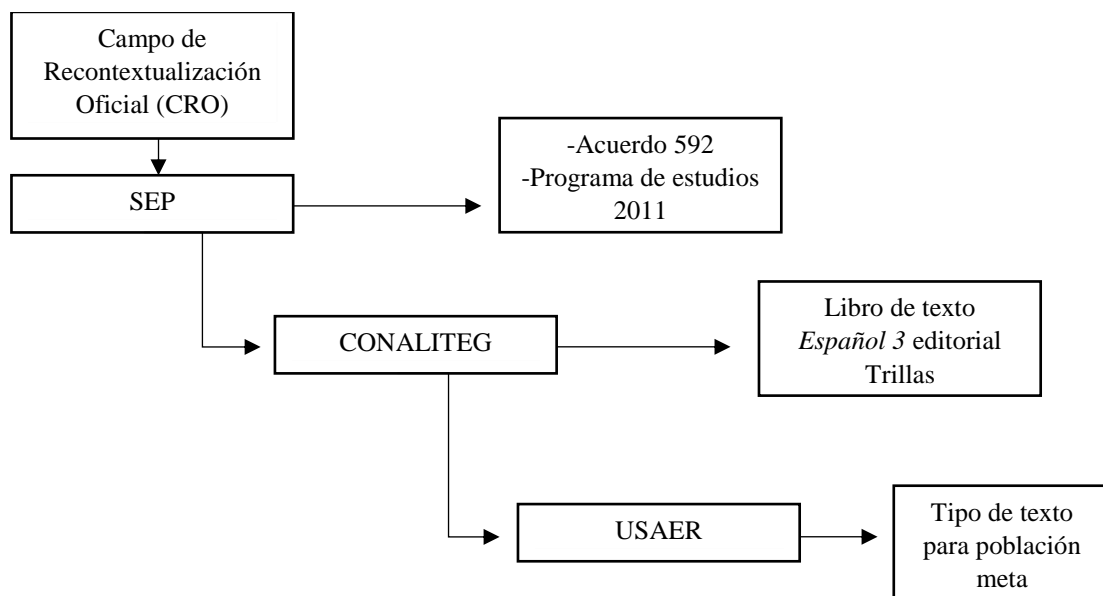 Campo de
Recontextualización
Oficial (CRO)
SEP
-Acuerdo 592
-Programa de estudios
2011
CONALITEG
Libro de texto
Español 3 editorial
Trillas
USAER
Tipo de texto
para población
meta